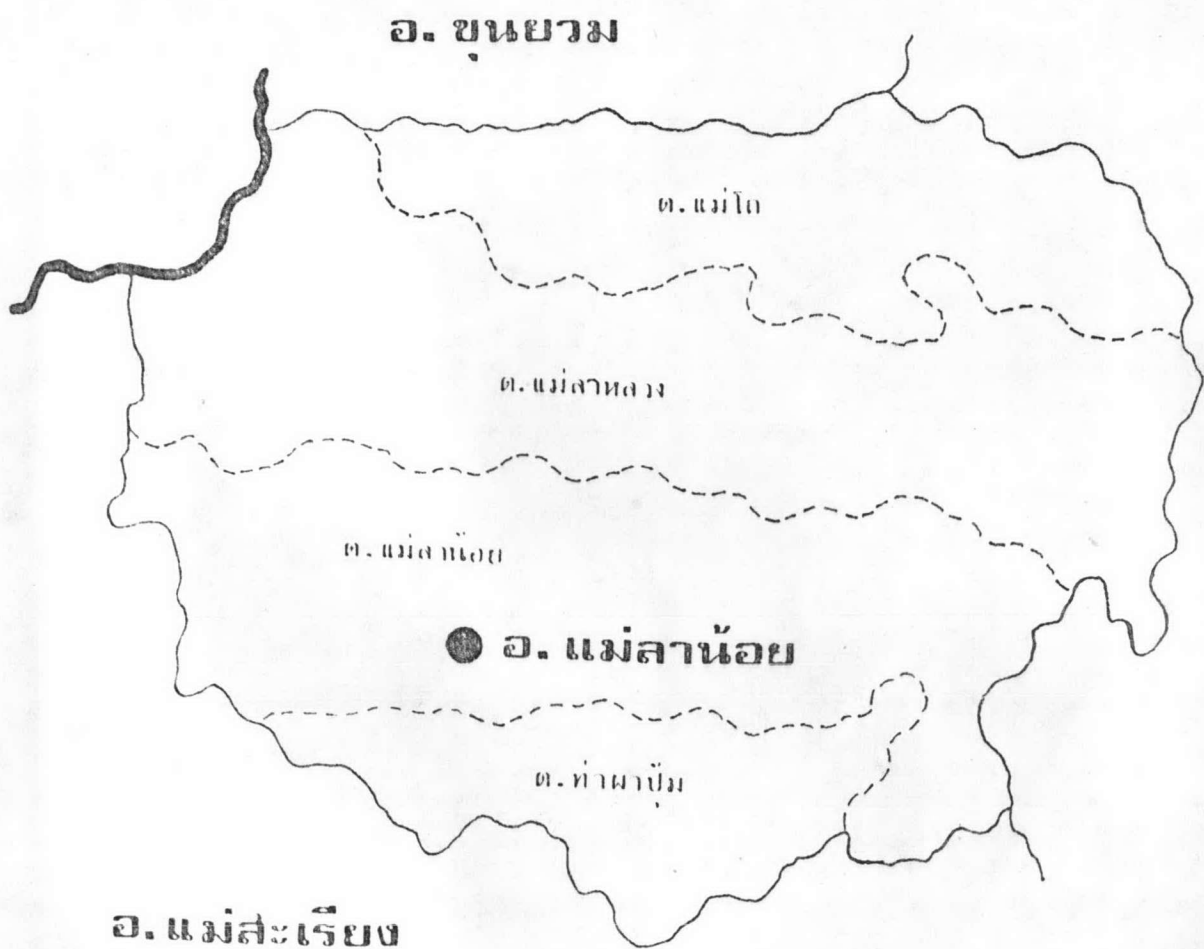 อ. ขุนยวม
ต.แม่โถ
ต.แม่ลาหลวง
ต.แม่ลาน้อย
อ. แม่ลาน้อย
ต.ท่าผาปุ้ม
อ. แม่สะเรียง